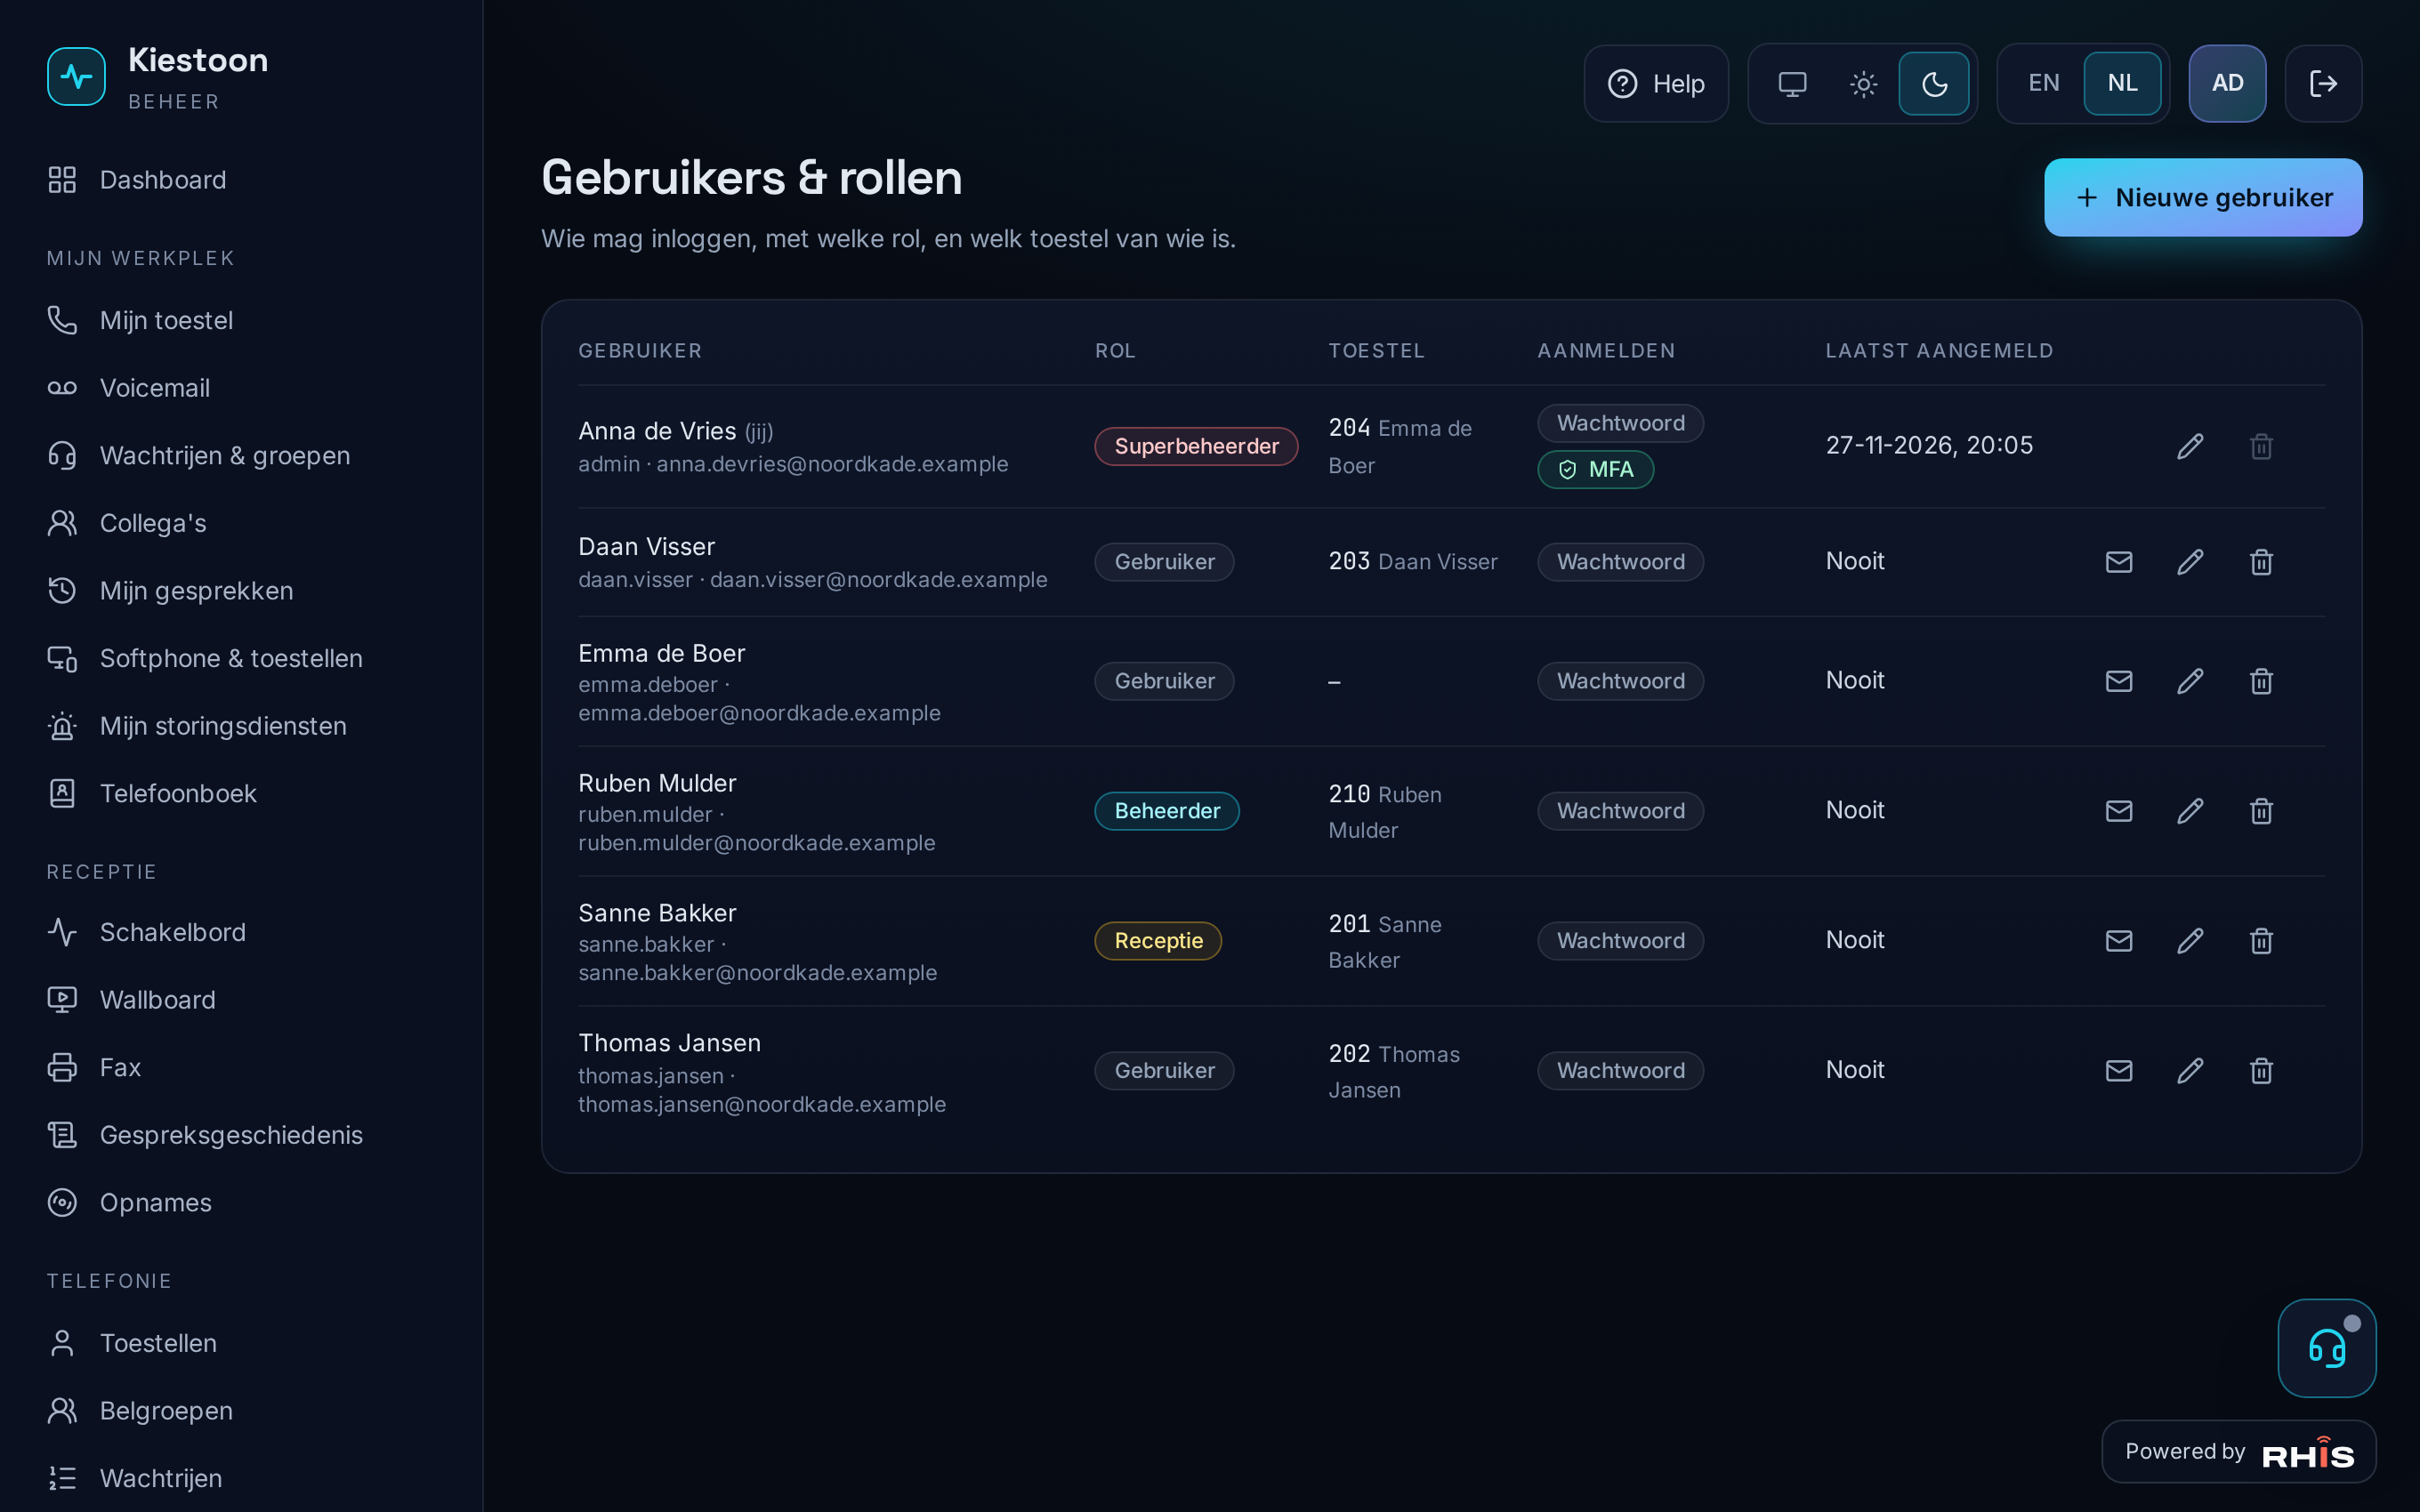 Kiestoon
BEHEER
Dashboard
MIJN WERKPLEK
Mijn toestel
Voicemail
Wachtrijen & groepen
Collega's
Mijn gesprekken
Softphone & toestellen
Mijn storingsdiensten
Telefoonboek
RECEPTIE
Schakelbord
Wallboard
Fax
Gespreksgeschiedenis
Opnames
TELEFONIE
Toestellen
Belgroepen
Wachtrijen
Help
EN NL
AD
Gebruikers & rollen
Wie mag inloggen, met welke rol, en welk toestel van wie is.
+ Nieuwe gebruiker
GEBRUIKER ROL TOESTEL AANMELDEN LAATST AANGEMELD
Anna de Vries (jij)
admin · anna.devries@noordkade.example
Superbeheerder
204 Emma de
Boer
Wachtwoord
MFA
27-11-2026, 20:05
Daan Visser
daan.visser · daan.visser@noordkade.example
Gebruiker
203 Daan Visser
Wachtwoord
Nooit
Emma de Boer
emma.deboer ·
emma.deboer@noordkade.example
Gebruiker
–
Wachtwoord
Nooit
Ruben Mulder
ruben.mulder ·
ruben.mulder@noordkade.example
Beheerder
210 Ruben
Mulder
Wachtwoord
Nooit
Sanne Bakker
sanne.bakker ·
sanne.bakker@noordkade.example
Receptie
201 Sanne
Bakker
Wachtwoord
Nooit
Thomas Jansen
thomas.jansen ·
thomas.jansen@noordkade.example
Gebruiker
202 Thomas
Jansen
Wachtwoord
Nooit
Powered by RHIS